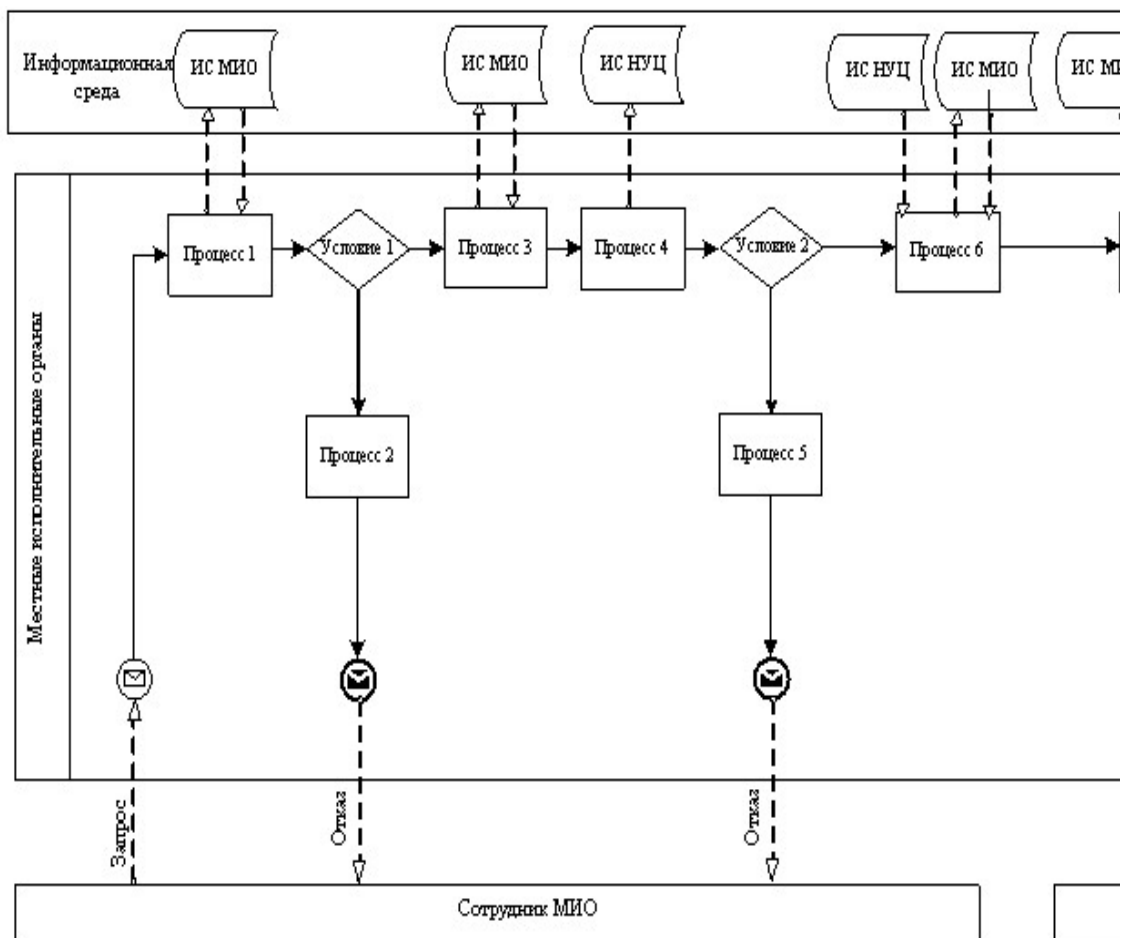 Информационная
среда
ИС МИО
ИС МИО
ИС НУЦ
ИС НУЦ
ИС МИО
ИС
Местные исполнительные органы
Процесс 1
Условие 1
Процесс 3
Процесс 4
Условие 2
Процесс 6
Процесс 2
Процесс 5
Запрос
Отказ
Отказ
Сотрудник МИО